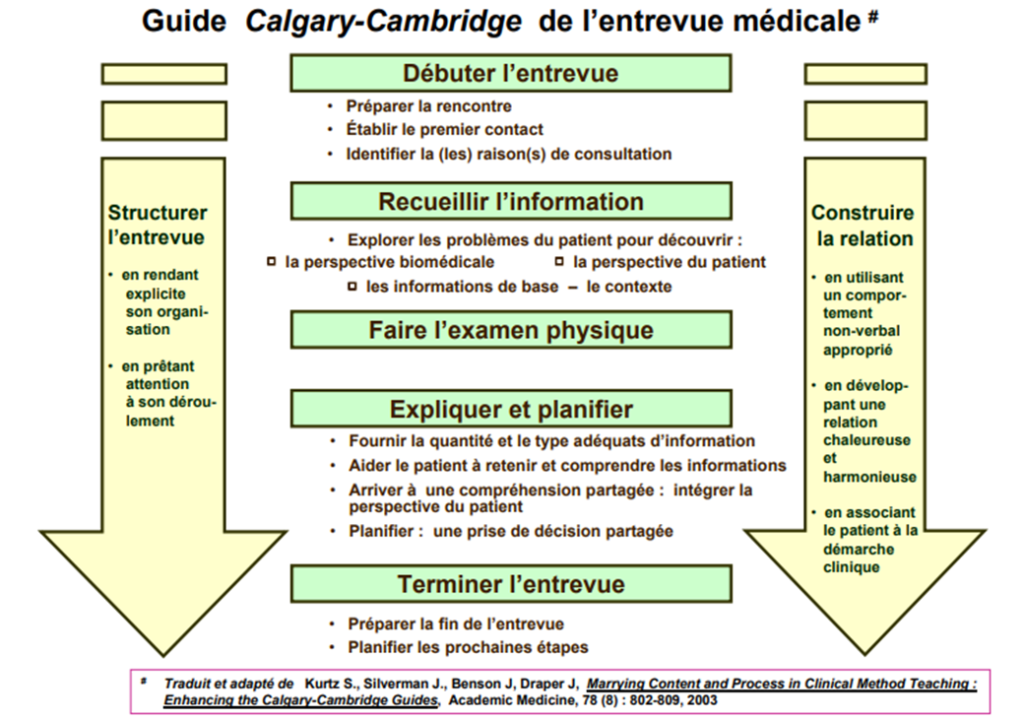 Guide Calgary-Cambridge de l'entrevue médicale #
Débuter l'entrevue
• Préparer la rencontre
• Établir le premier contact
• Identifier la (les) raison(s) de consultation
Recueillir l'information
• Explorer les problèmes du patient pour découvrir :
la perspective biomédicale
la perspective du patient
les informations de base – le contexte
Faire l'examen physique
Expliquer et planifier
• Fournir la quantité et le type adéquats d'information
• Aider le patient à retenir et comprendre les informations
• Arriver à une compréhension partagée : intégrer la
perspective du patient
• Planifier : une prise de décision partagée
Terminer l'entrevue
• Préparer la fin de l'entrevue
• Planifier les prochaines étapes
Structurer
l'entrevue
• en rendant
explicite
son organi-
sation
• en prêtant
attention
à son dérou-
lement
Construire
la relation
• en utilisant
un compor-
tement
non-verbal
approprié
• en dévelop-
pant une
relation
chaleureuse
et
harmonieuse
• en associant
le patient à la
démarche
clinique
# Traduit et adapté de Kurtz S., Silverman J., Benson J, Draper J, Marrying Content and Process in Clinical Method Teaching :
Enhancing the Calgary-Cambridge Guides, Academic Medicine, 78 (8) : 802-809, 2003